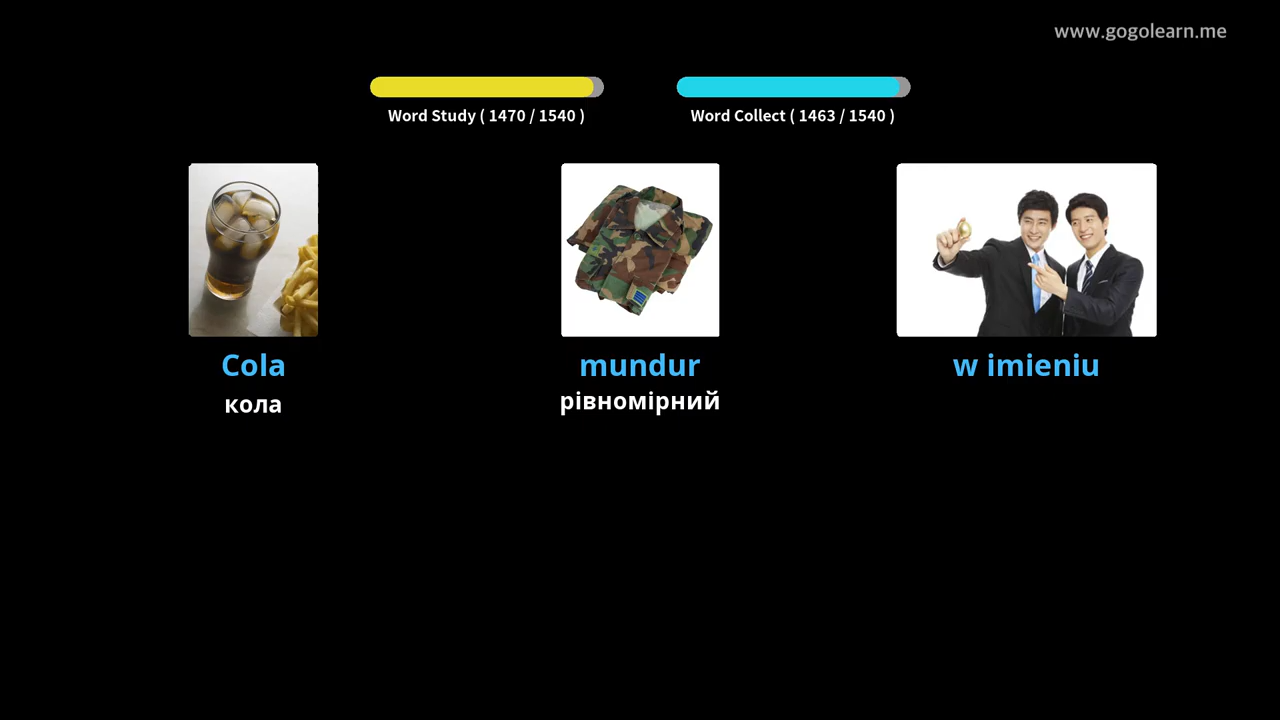 www.gogolearn.me
Word Study ( 1470 / 1540 )
Word Collect ( 1463 / 1540 )
Cola
кола
mundur
рівномірний
w imieniu